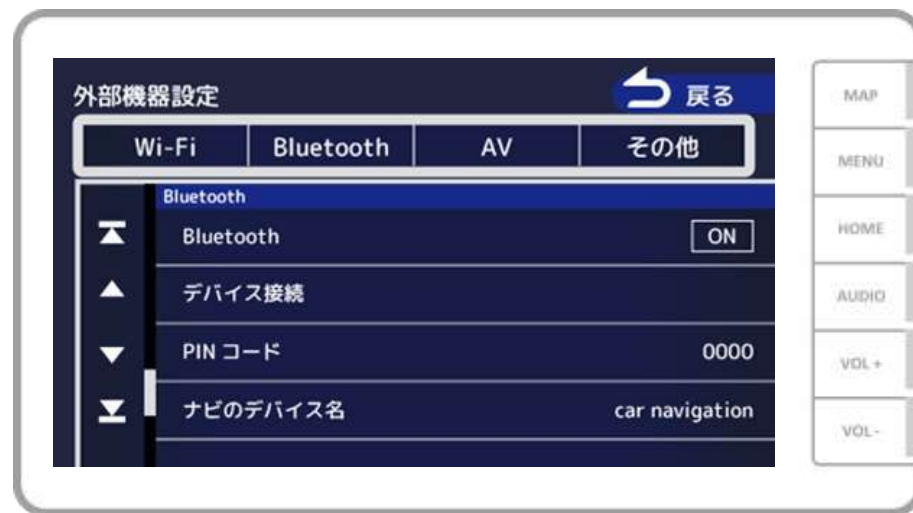 外部機器設定
戻る
Wi-Fi
Bluetooth
AV
その他
Bluetooth
Bluetooth
ON
デバイス接続
PIN コード
0000
ナビのデバイス名
car navigation
MAP
MENU
HOME
AUDIO
VOL+
VOL-